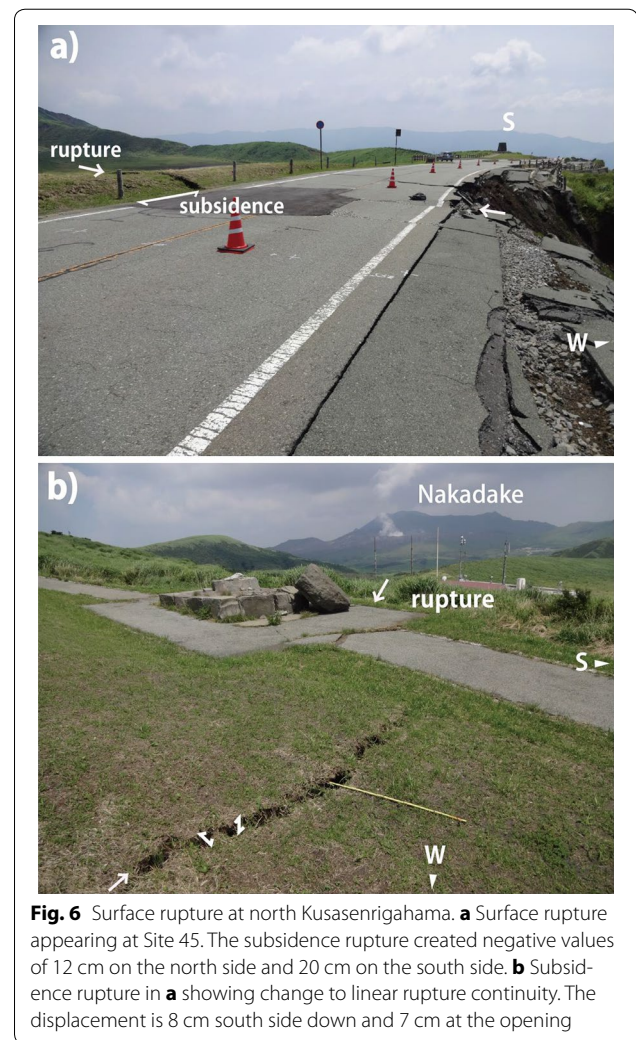 a)
S
rupture
subsidence
W
b)
Nakadake
rupture
S
W
Fig. 6 Surface rupture at north Kusasenrigahama. a Surface rupture
appearing at Site 45. The subsidence rupture created negative values
of 12 cm on the north side and 20 cm on the south side. b Subsid-
ence rupture in a showing change to linear rupture continuity. The
displacement is 8 cm south side down and 7 cm at the opening